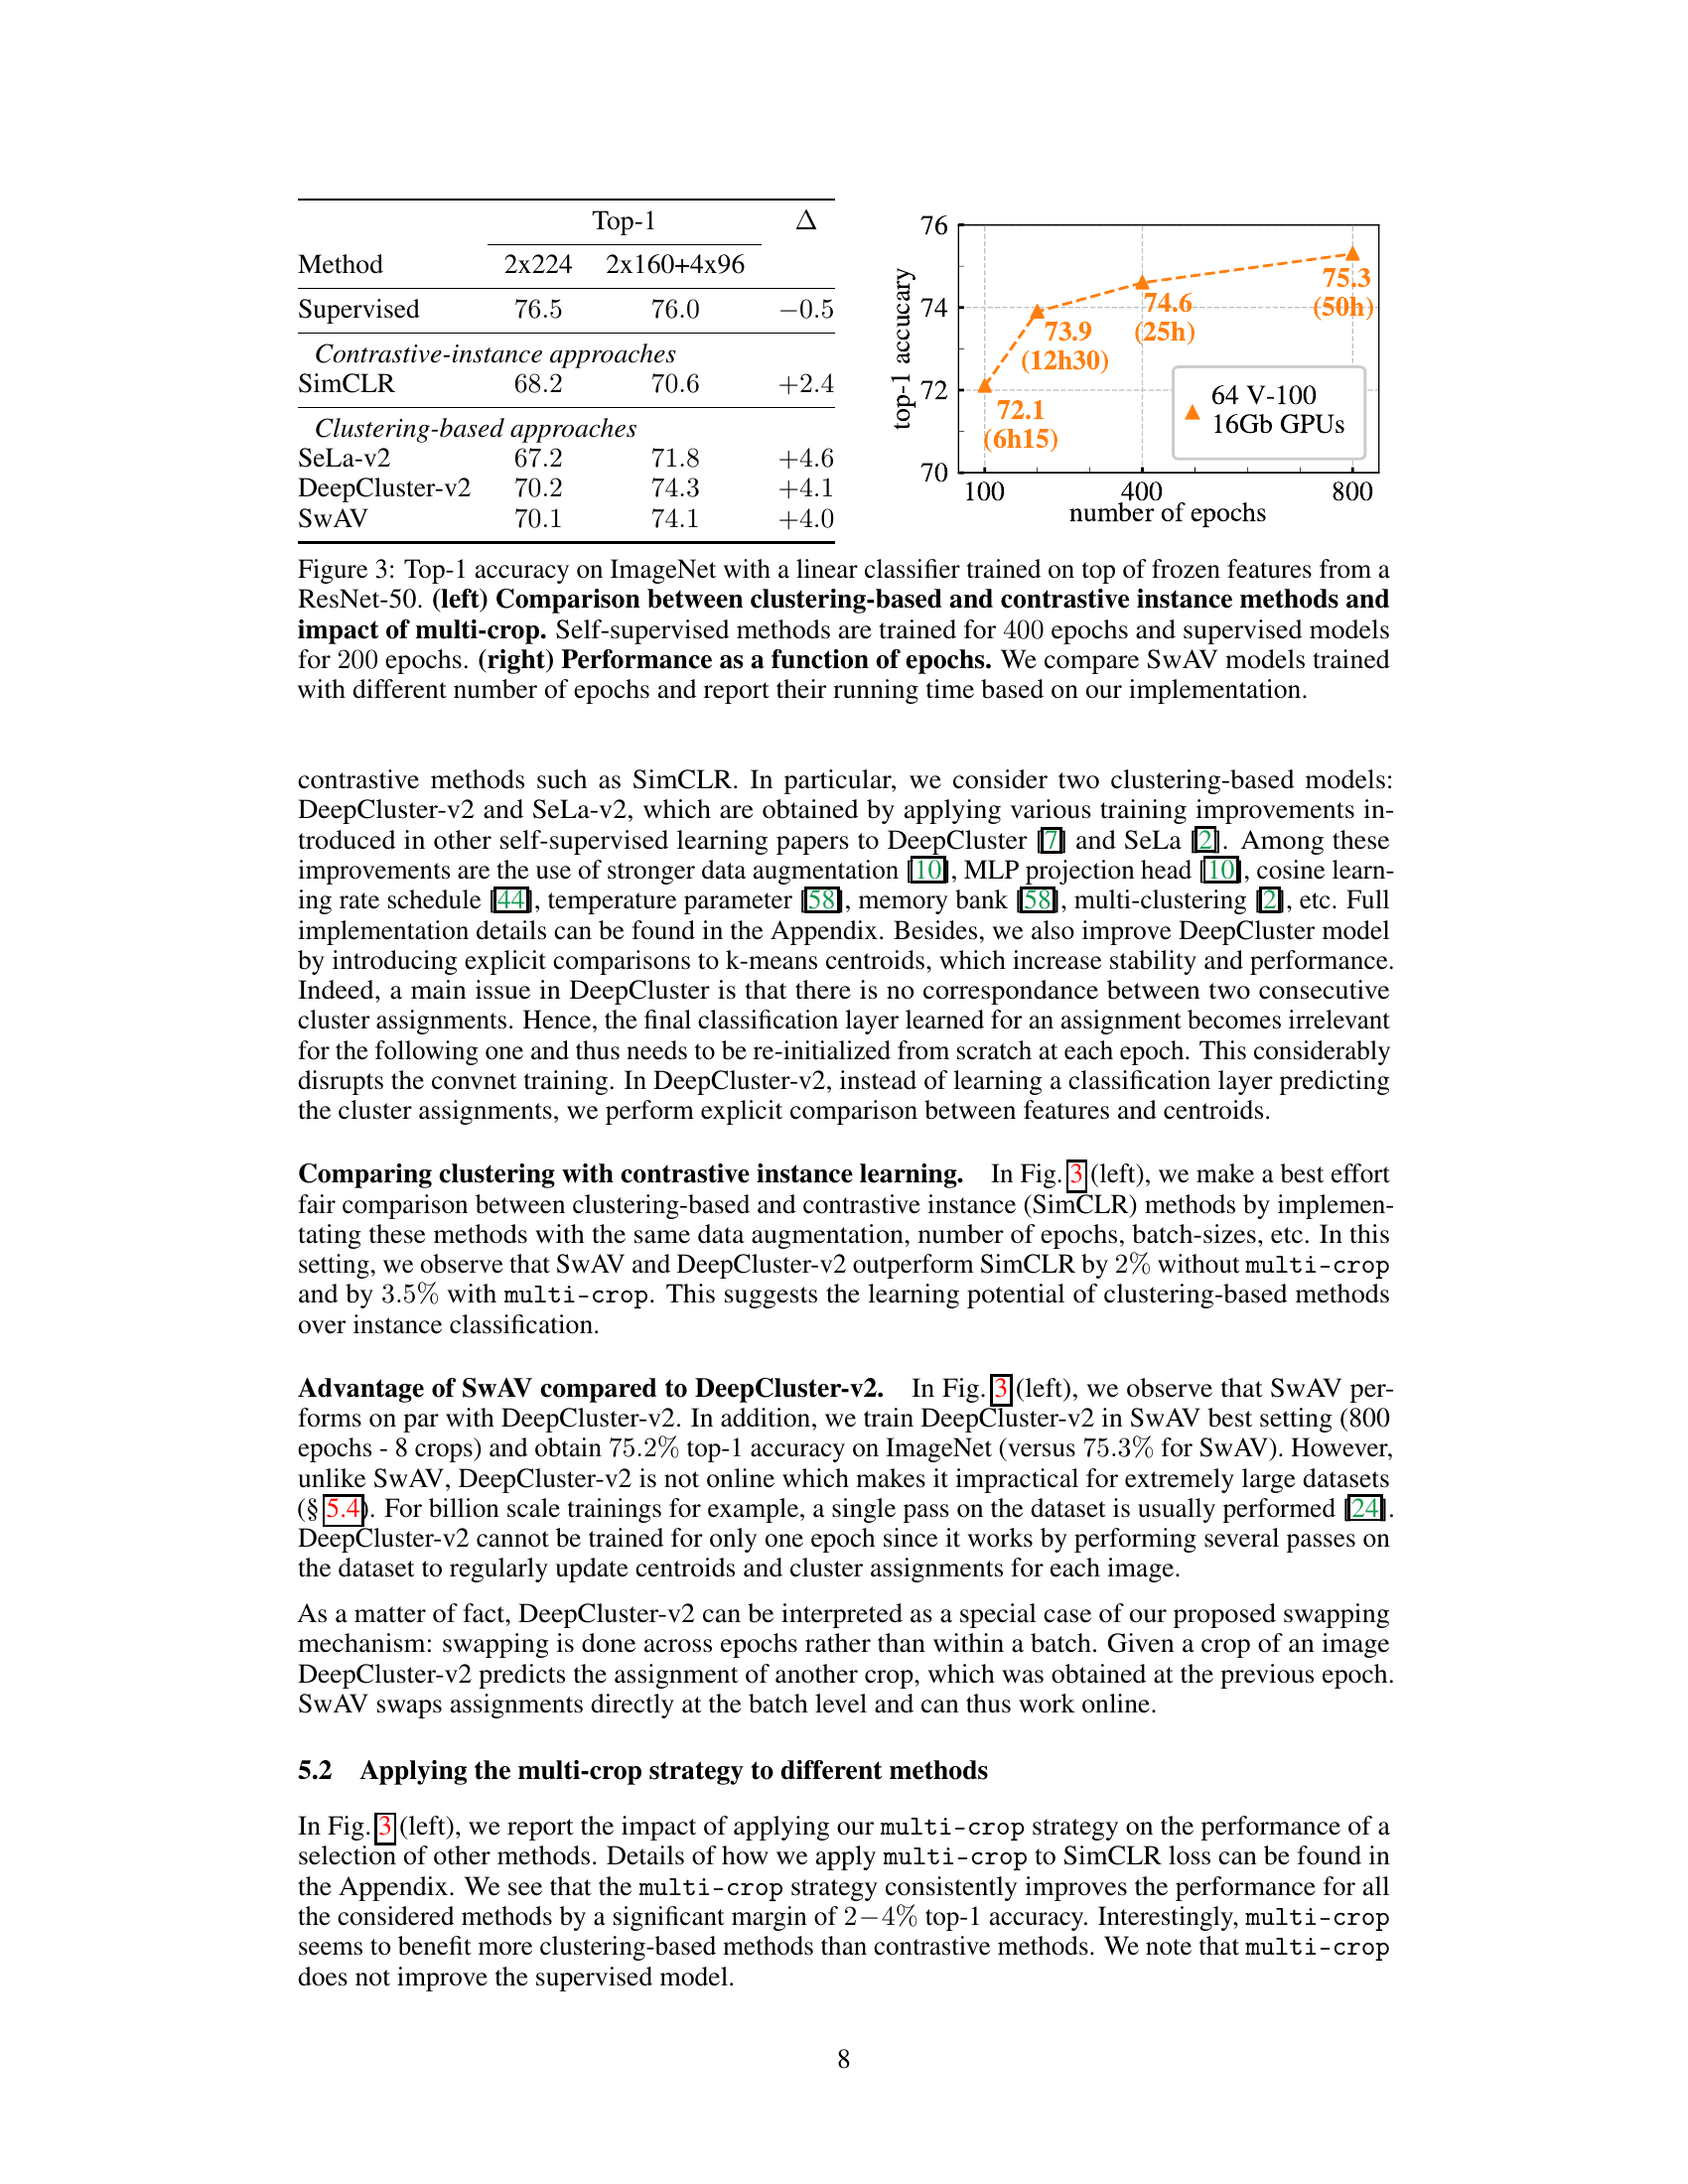 Top-1 Δ
Method 2x224 2x160+4x96
Supervised 76.5 76.0 −0.5
Contrastive-instance approaches
SimCLR 68.2 70.6 +2.4
Clustering-based approaches
SeLa-v2 67.2 71.8 +4.6
DeepCluster-v2 70.2 74.3 +4.1
SwAV 70.1 74.1 +4.0
76
74
72
70
top-1 accucary
75.3
(50h)
74.6
(25h)
73.9
(12h30)
72.1
(6h15)
64 V-100
16Gb GPUs
100 400 800
number of epochs
Figure 3: Top-1 accuracy on ImageNet with a linear classifier trained on top of frozen features from a
ResNet-50. (left) Comparison between clustering-based and contrastive instance methods and
impact of multi-crop. Self-supervised methods are trained for 400 epochs and supervised models
for 200 epochs. (right) Performance as a function of epochs. We compare SwAV models trained
with different number of epochs and report their running time based on our implementation.
contrastive methods such as SimCLR. In particular, we consider two clustering-based models:
DeepCluster-v2 and SeLa-v2, which are obtained by applying various training improvements in-
troduced in other self-supervised learning papers to DeepCluster [7] and SeLa [2]. Among these
improvements are the use of stronger data augmentation [10], MLP projection head [10], cosine learn-
ing rate schedule [44], temperature parameter [58], memory bank [58], multi-clustering [2], etc. Full
implementation details can be found in the Appendix. Besides, we also improve DeepCluster model
by introducing explicit comparisons to k-means centroids, which increase stability and performance.
Indeed, a main issue in DeepCluster is that there is no correspondance between two consecutive
cluster assignments. Hence, the final classification layer learned for an assignment becomes irrelevant
for the following one and thus needs to be re-initialized from scratch at each epoch. This considerably
disrupts the convnet training. In DeepCluster-v2, instead of learning a classification layer predicting
the cluster assignments, we perform explicit comparison between features and centroids.
Comparing clustering with contrastive instance learning. In Fig. 3 (left), we make a best effort
fair comparison between clustering-based and contrastive instance (SimCLR) methods by implemen-
tating these methods with the same data augmentation, number of epochs, batch-sizes, etc. In this
setting, we observe that SwAV and DeepCluster-v2 outperform SimCLR by 2% without multi-crop
and by 3.5% with multi-crop. This suggests the learning potential of clustering-based methods
over instance classification.
Advantage of SwAV compared to DeepCluster-v2. In Fig. 3 (left), we observe that SwAV per-
forms on par with DeepCluster-v2. In addition, we train DeepCluster-v2 in SwAV best setting (800
epochs - 8 crops) and obtain 75.2% top-1 accuracy on ImageNet (versus 75.3% for SwAV). However,
unlike SwAV, DeepCluster-v2 is not online which makes it impractical for extremely large datasets
(§ 5.4). For billion scale trainings for example, a single pass on the dataset is usually performed [24].
DeepCluster-v2 cannot be trained for only one epoch since it works by performing several passes on
the dataset to regularly update centroids and cluster assignments for each image.
As a matter of fact, DeepCluster-v2 can be interpreted as a special case of our proposed swapping
mechanism: swapping is done across epochs rather than within a batch. Given a crop of an image
DeepCluster-v2 predicts the assignment of another crop, which was obtained at the previous epoch.
SwAV swaps assignments directly at the batch level and can thus work online.
5.2 Applying the multi-crop strategy to different methods
In Fig. 3 (left), we report the impact of applying our multi-crop strategy on the performance of a
selection of other methods. Details of how we apply multi-crop to SimCLR loss can be found in
the Appendix. We see that the multi-crop strategy consistently improves the performance for all
the considered methods by a significant margin of 2−4% top-1 accuracy. Interestingly, multi-crop
seems to benefit more clustering-based methods than contrastive methods. We note that multi-crop
does not improve the supervised model.
8